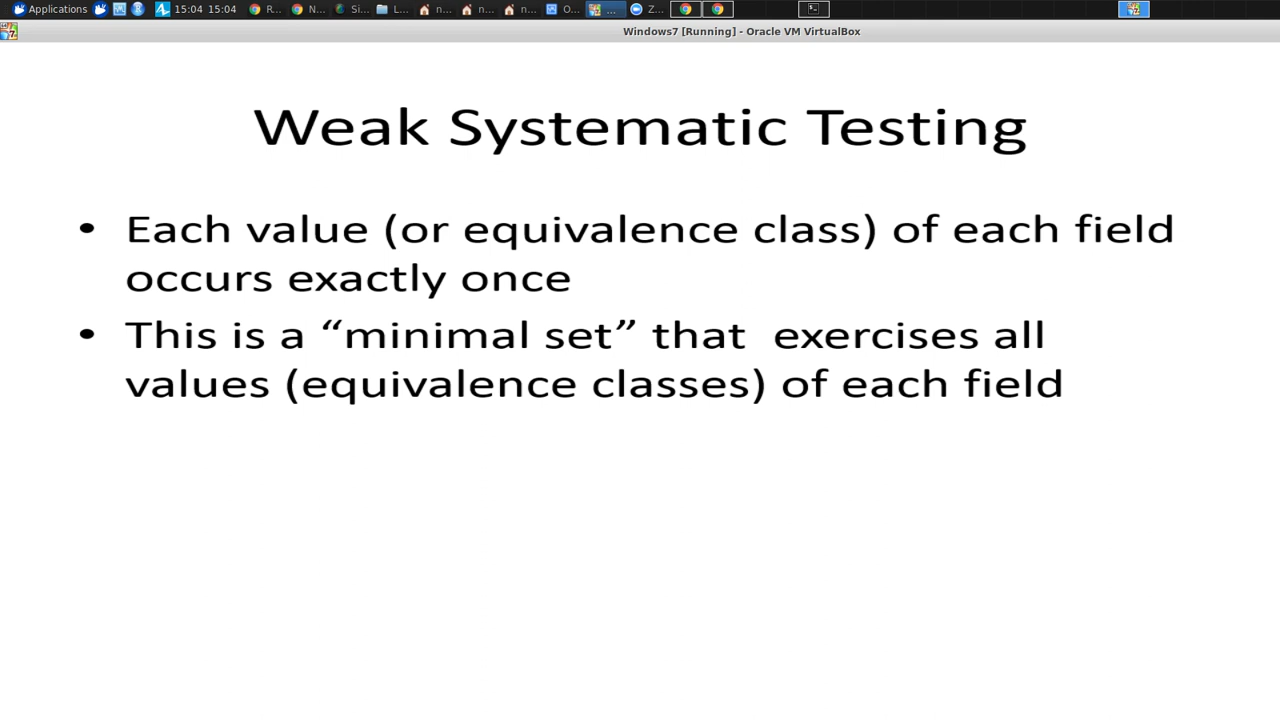 Applications 15:04 15:04 R... N... Si... L... n... n... n... O... ... Z...
Windows7 [Running] - Oracle VM VirtualBox
Weak Systematic Testing
• Each value (or equivalence class) of each field
occurs exactly once
• This is a “minimal set” that  exercises all
values (equivalence classes) of each field